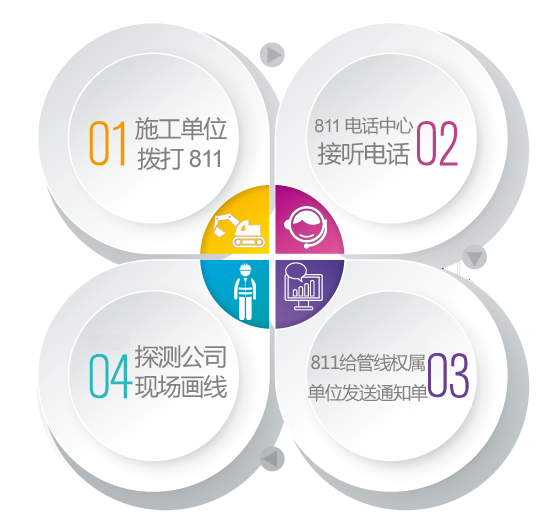 01
施工单位
拨打 811
811 电话中心
接听电话
02
811给管线权属
单位发送通知单
03
04
探测公司
现场画线